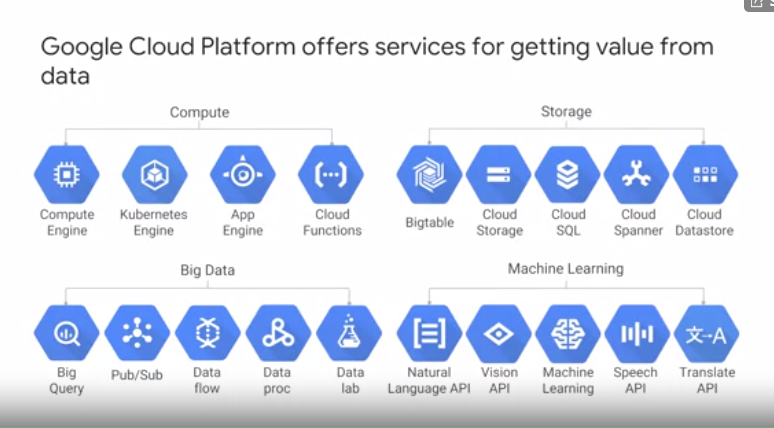 Google Cloud Platform offers services for getting value from
data
Compute
Storage
Compute
Engine
Kubernetes
Engine
App
Engine
Cloud
Functions
Bigtable
Cloud
Storage
Cloud
SQL
Cloud
Spanner
Cloud
Datastore
Big Data
Machine Learning
Big
Query
Pub/Sub
Data
flow
Data
proc
Data
lab
Natural
Language API
Vision
API
Machine
Learning
Speech
API
文→A
Translate
API